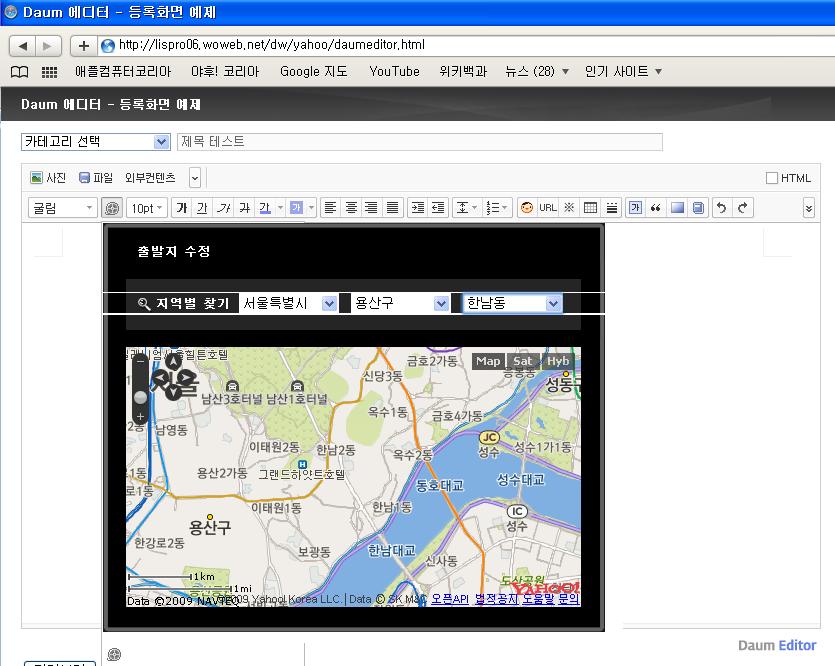 Daum 에디터 - 등록화면 예제
http://lispro06.woweb.net/dw/yahoo/daumeditor.html
애플컴퓨터코리아 야후! 코리아 Google 지도 YouTube 위키백과 뉴스 (28) 인기 사이트
Daum 에디터 - 등록화면 예제
카테고리 선택 제목 테스트
사진 파일 외부컨텐츠 HTML
굴림 10pt 가 가 가 가 가 가 URL 가
출발지 수정
지역별 찾기 서울특별시 용산구 한남동
Map Sat Hyb
금호2가동
신당3동
성동구
남산3호터널 남산1호터널
옥수1동 금호4가동
남영동
JC
이태원2동 한남2동 성수 성수1가1동
옥수2동
용산2가동 그랜드하얏트호텔
동호대교 성수대교
이태원1동 한남1동
IC
용산구 성수
한강로2동 보광동 한남대교 신사동
1km
도산공원
1mi
YAHOO!
Data ©2009 NAVTEQ ©2009 Yahoo! Korea LLC. | Data © SK M&C 오픈API 법적공지 도움말 문의
Daum Editor